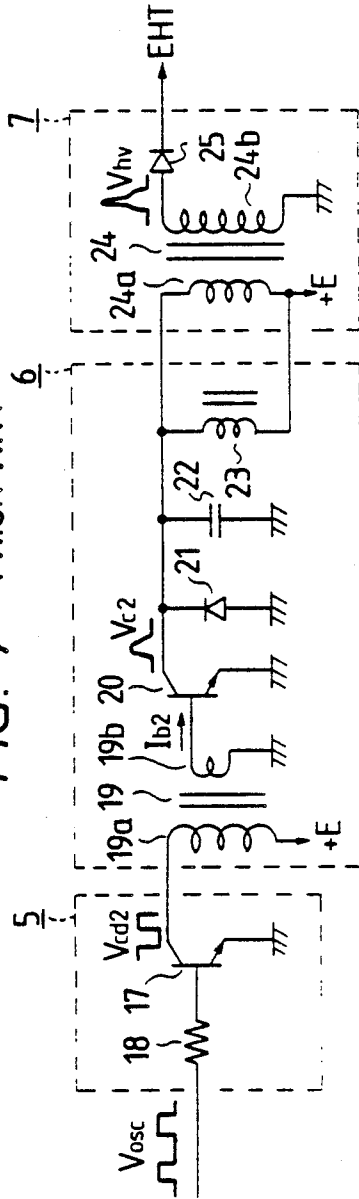 FIG. 7 PRIOR ART
5
6
7
Vosc
18
17
Vcd2
19a
19
19b
+E
Ib2
20
Vc2
21
22
23
24a
24
Vhv
25
24b
+E
EHT